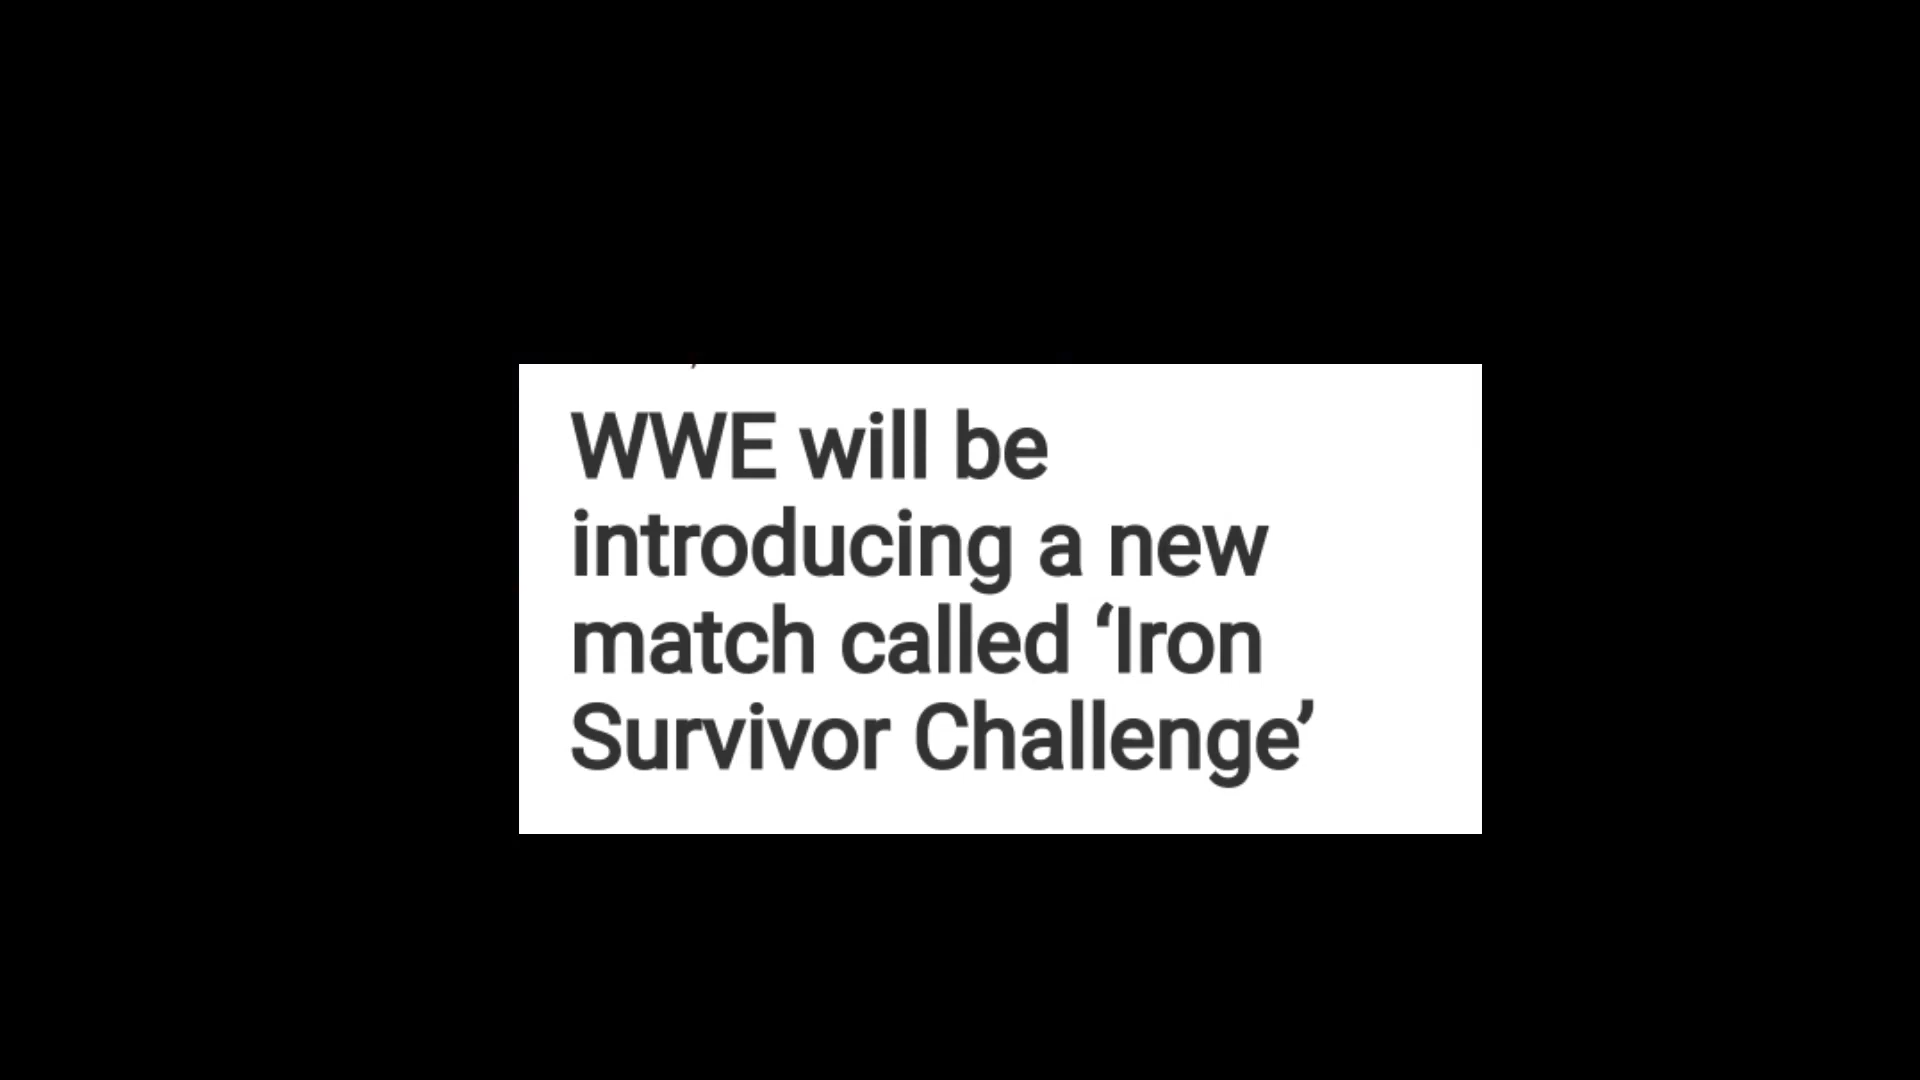 WWE will be
introducing a new
match called ‘Iron
Survivor Challenge’